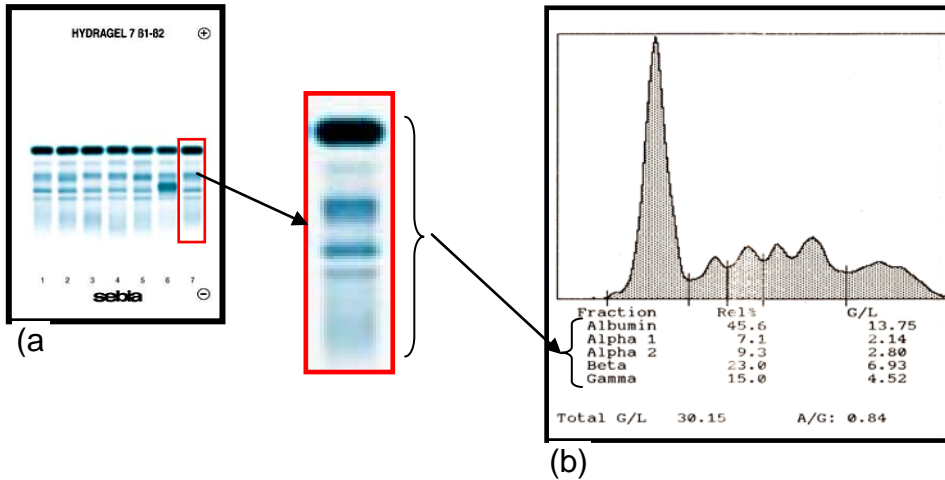 HYDRAGEL 7 ß1-ß2
+
1 2 3 4 5 6 7
sebia
−
(a
Fraction Rel% G/L
Albumin 45.6 13.75
Alpha 1 7.1 2.14
Alpha 2 9.3 2.80
Beta 23.0 6.93
Gamma 15.0 4.52
Total G/L 30.15 A/G: 0.84
(b)